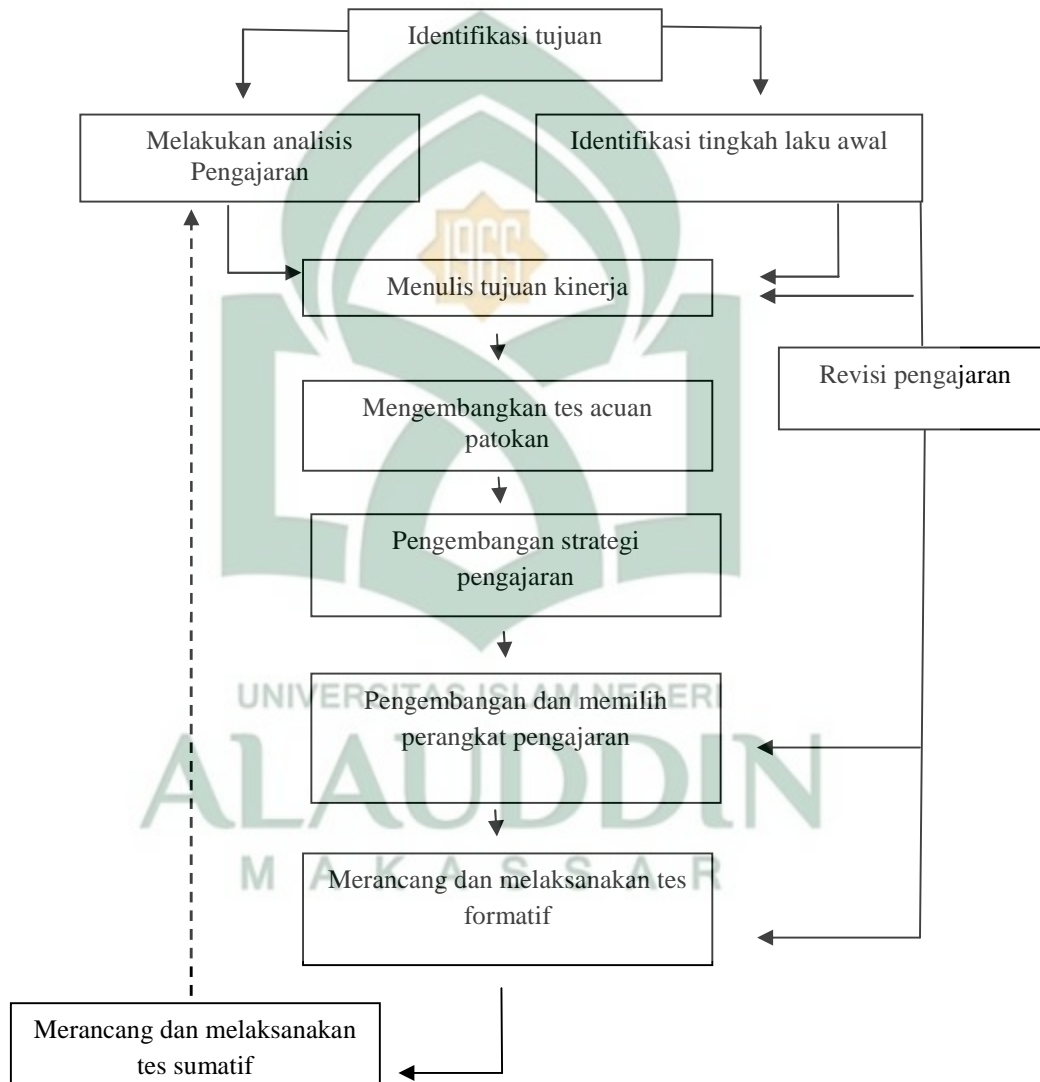 Identifikasi tujuan
Melakukan analisis
Pengajaran
Identifikasi tingkah laku awal
1965
Menulis tujuan kinerja
Revisi pengajaran
Mengembangkan tes acuan
patokan
Pengembangan strategi
pengajaran
UNIVERSITAS ISLAM NEGERI
Pengembangan dan memilih
perangkat pengajaran
ALAUDDIN
MAKASSAR
Merancang dan melaksanakan tes
formatif
Merancang dan melaksanakan
tes sumatif